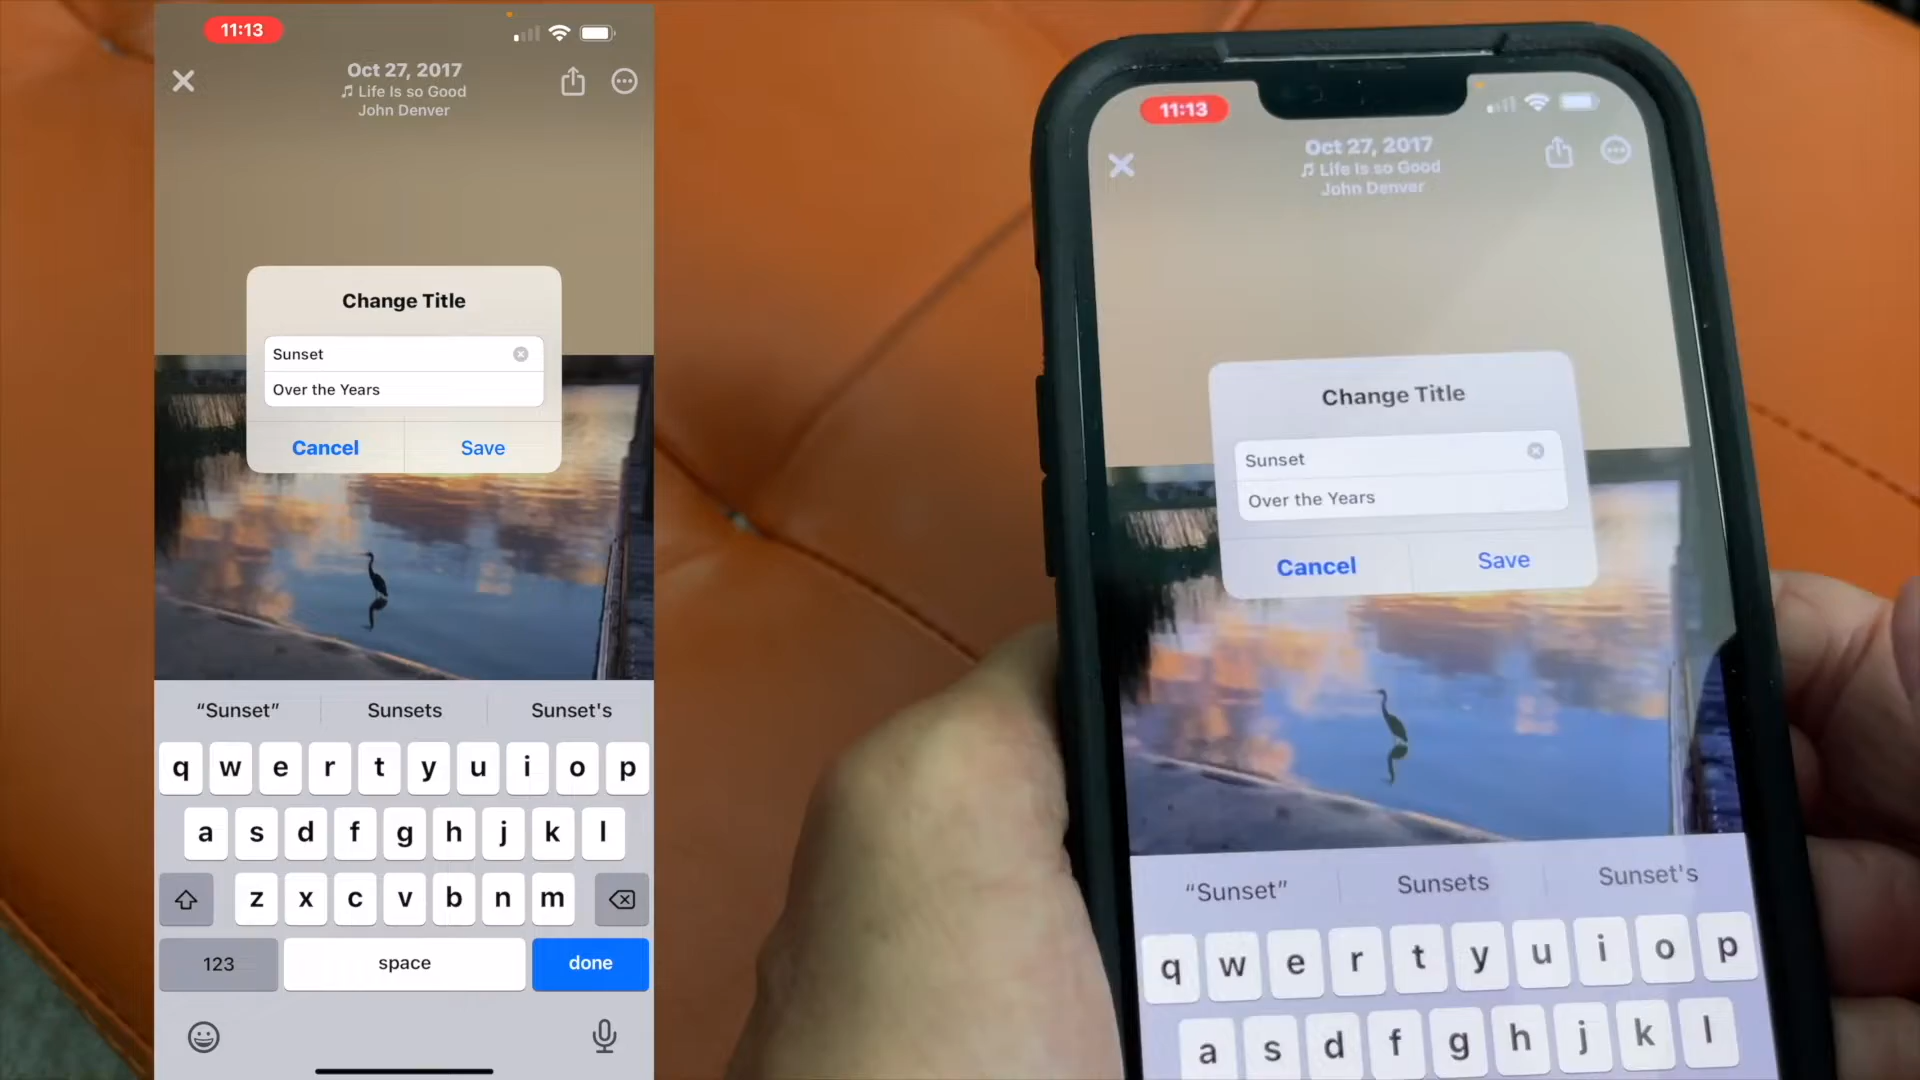 11:13
Oct 27, 2017
Life Is so Good
John Denver
Change Title
Sunset
Over the Years
Cancel Save
“Sunset” Sunsets Sunset's
q w e r t y u i o p
a s d f g h j k l
z x c v b n m
123 space done
11:13
Oct 27, 2017
Life Is so Good
John Denver
Change Title
Sunset
Over the Years
Cancel Save
“Sunset” Sunsets Sunset's
q w e r t y u i o p
a s d f g h j k l